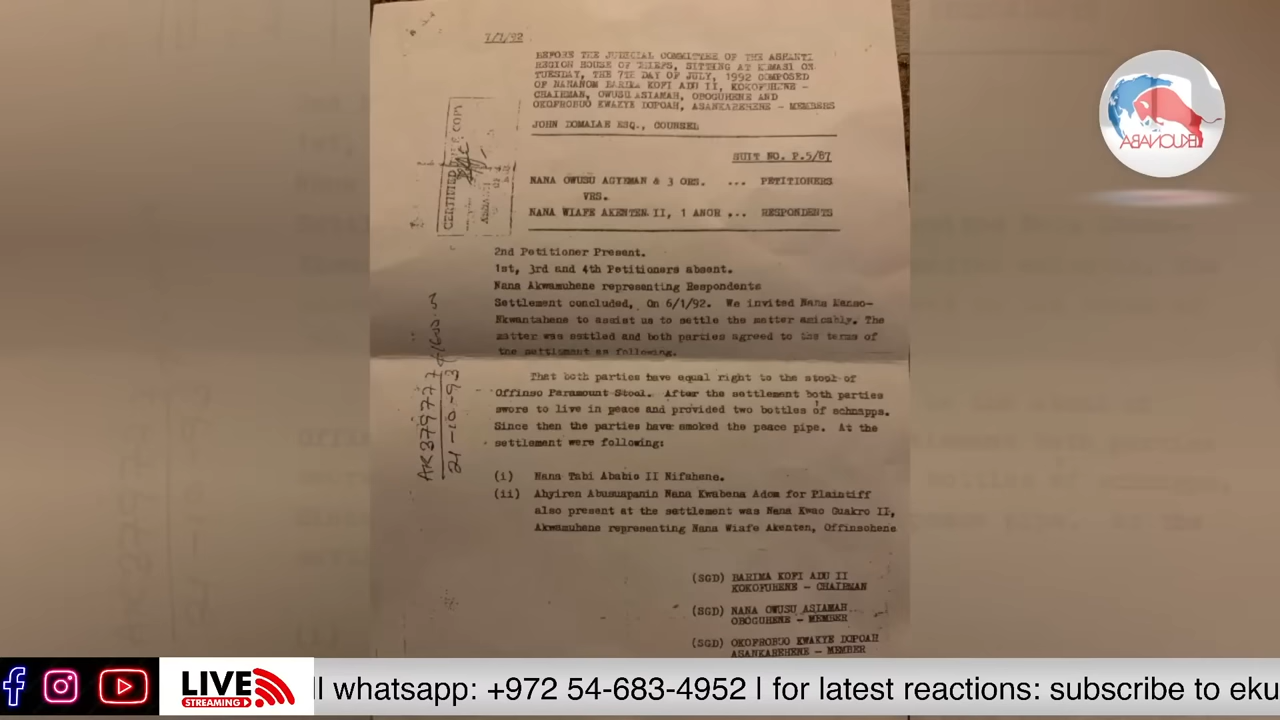 7/7/92
BEFORE THE JUDICIAL COMMITTEE OF THE ASHANTI
REGION HOUSE OF CHIEFS, SITTING AT KUMASI ON
TUESDAY, THE 7TH DAY OF JULY, 1992 COMPOSED
OF NANANOM BARIMA KOFI ADU II, KOKOFUHENE -
CHAIRMAN, OWUSU ASIAMAH, OBOGUHENE AND
OKOFROBUO KWAKYE DOPOAH, ASANKAREHENE - MEMBERS
JOHN DOMALAE ESQ., COUNSEL
SUIT NO. P.5/87
NANA OWUSU AGYEMAN & 3 ORS. ... PETITIONERS
VRS.
NANA WIAFE AKENTEN II, 1 ANOR ... RESPONDENTS
CERTIFIED TRUE COPY
2nd Petitioner Present.
1st, 3rd and 4th Petitioners absent.
Nana Akwamuhene representing Respondents
Settlement concluded. On 6/1/92. We invited Nana Manso-
Nkwantahene to assist us to settle the matter amicably. The
matter was settled and both parties agreed to the terms of
the settlement as following.
That both parties have equal right to the stool of
Offinso Paramount Stool. After the settlement both parties
swore to live in peace and provided two bottles of schnapps.
Since then the parties have smoked the peace pipe. At the
settlement were following:
(i) Nana Tabi Ababio II Nifahene.
(ii) Ahyiren Abusuapanin Nana Kwabena Adom for Plaintiff
also present at the settlement was Nana Kwao Guakro II,
Akwamuhene representing Nana Wiafe Akenten, Offinsohene
(SGD) BARIMA KOFI ADU II
KOKOFUHENE - CHAIRMAN
(SGD) NANA OWUSU ASIAMAH
OBOGUHENE - MEMBER
(SGD) OKOFROBUO KWAKYE DOPOAH
ASANKAREHENE - MEMBER
21-10-93
EKUONABA
LIVE
STREAMING
ll whatsapp: +972 54-683-4952 I for latest reactions: subscribe to eku